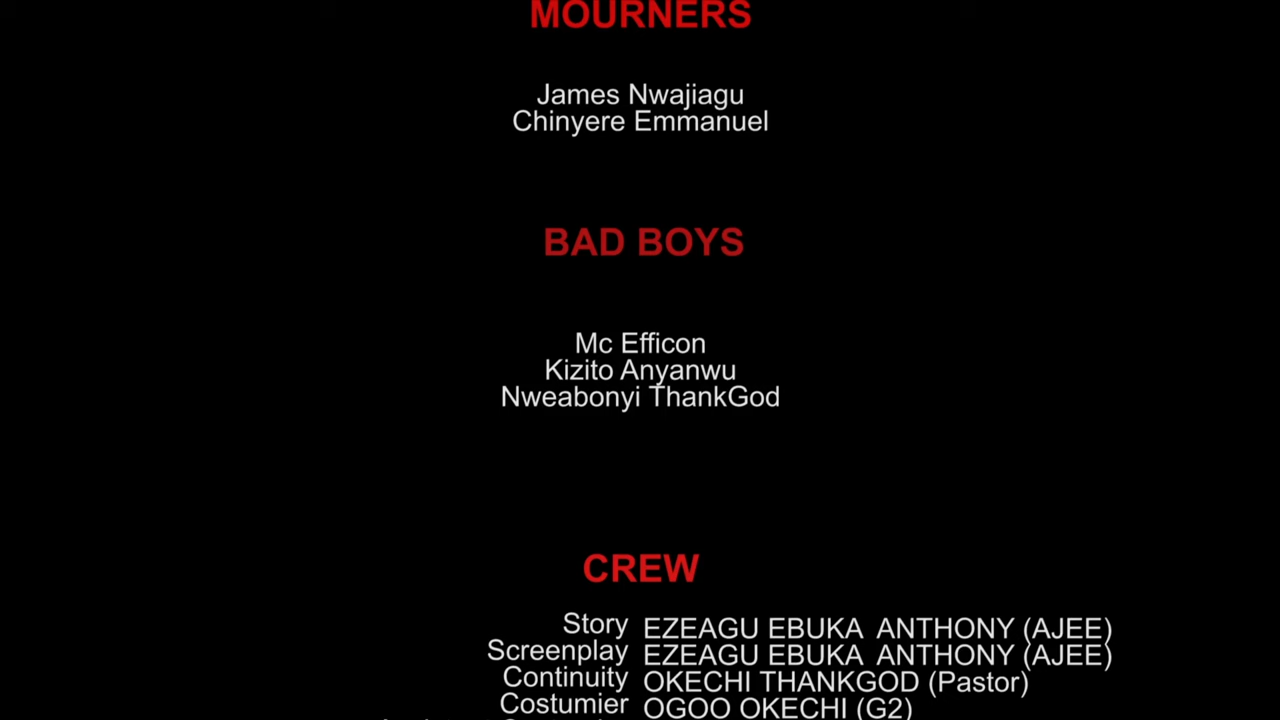 MOURNERS
James Nwajiagu
Chinyere Emmanuel
BAD BOYS
Mc Efficon
Kizito Anyanwu
Nweabonyi ThankGod
CREW
Story EZEAGU EBUKA ANTHONY (AJEE)
Screenplay EZEAGU EBUKA ANTHONY (AJEE)
Continuity OKECHI THANKGOD (Pastor)
Costumier OGOO OKECHI (G2)